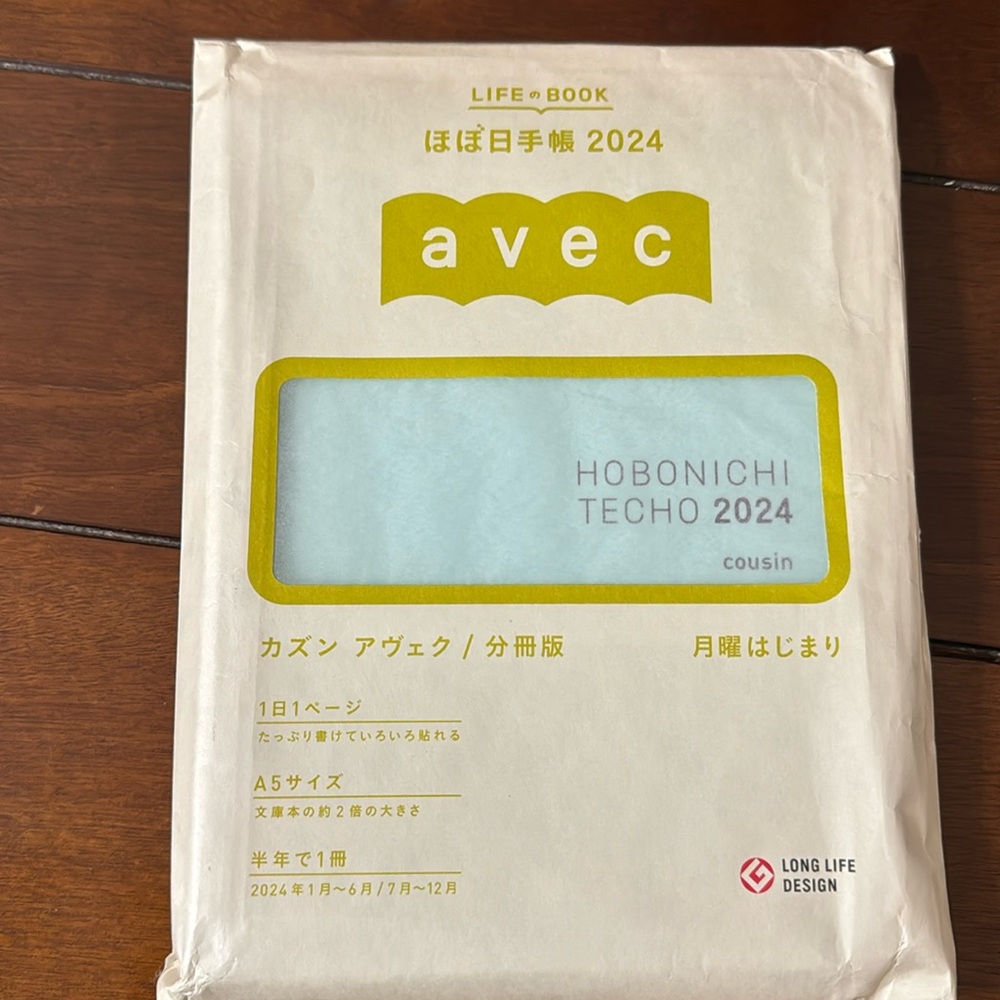 LIFEのBOOK
ほぼ日手帳 2024
avec
HOBONICHI
TECHO 2024
cousin
カズン アヴェク / 分冊版 月曜はじまり
1日1ページ
たっぷり書けていろいろ貼れる
A5サイズ
文庫本の約2倍の大きさ
半年で1冊
2024年1月〜6月/7月〜12月
LONG LIFE
DESIGN